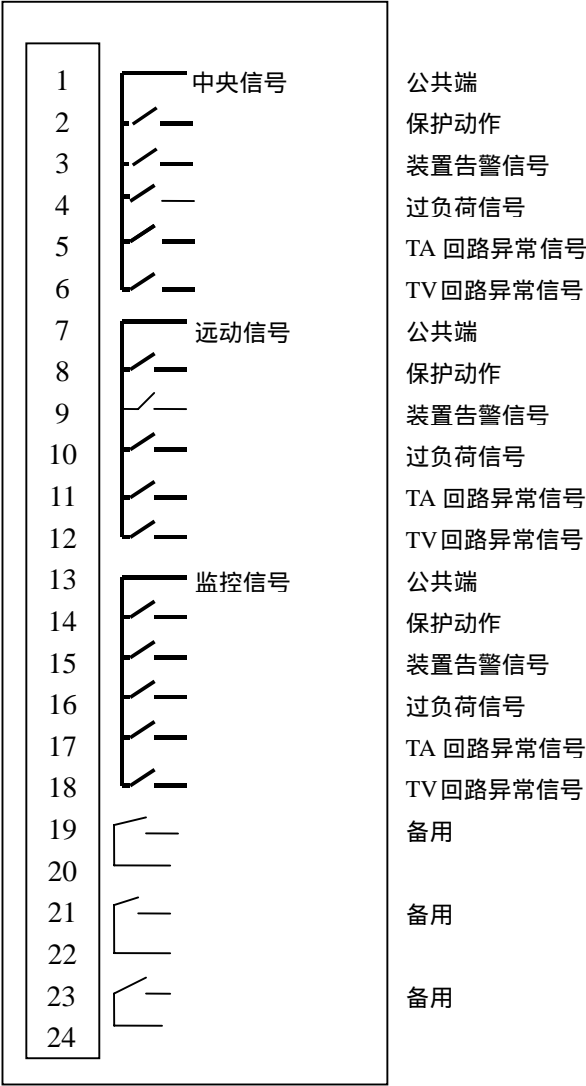 1 中央信号 公共端
2 保护动作
3 装置告警信号
4 过负荷信号
5 TA 回路异常信号
6 TV回路异常信号
7 远动信号 公共端
8 保护动作
9 装置告警信号
10 过负荷信号
11 TA 回路异常信号
12 TV回路异常信号
13 监控信号 公共端
14 保护动作
15 装置告警信号
16 过负荷信号
17 TA 回路异常信号
18 TV回路异常信号
19 备用
20
21 备用
22
23 备用
24